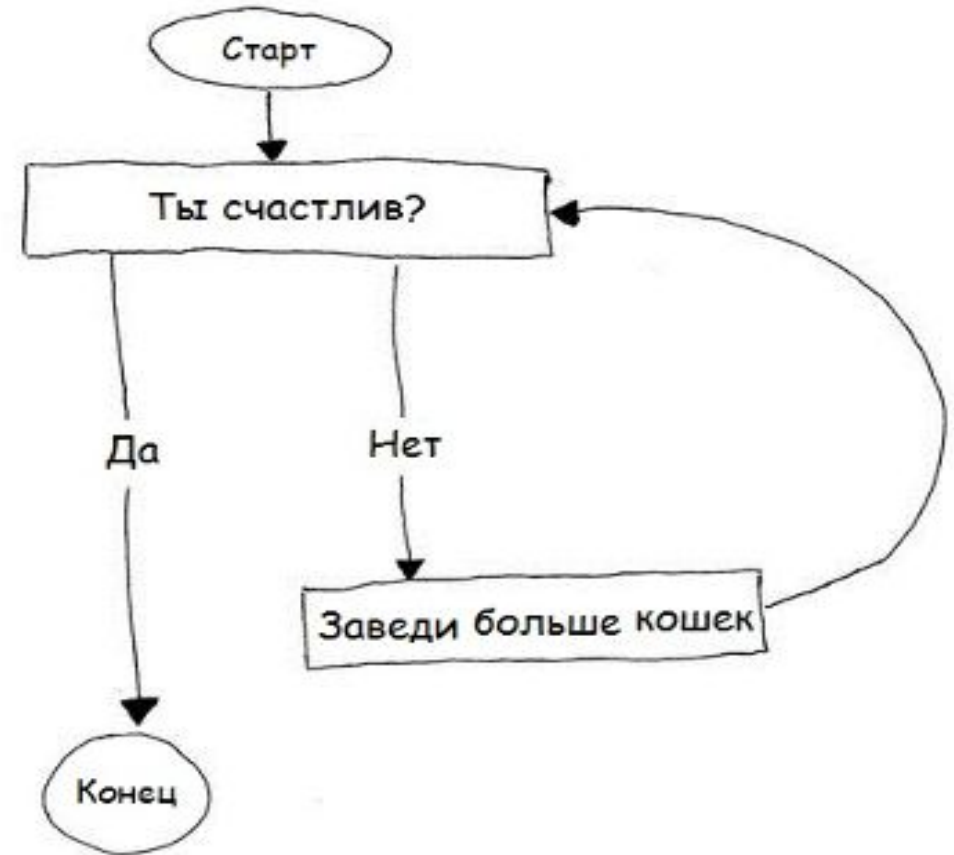 Старт
Ты счастлив?
Да
Нет
Заведи больше кошек
Конец